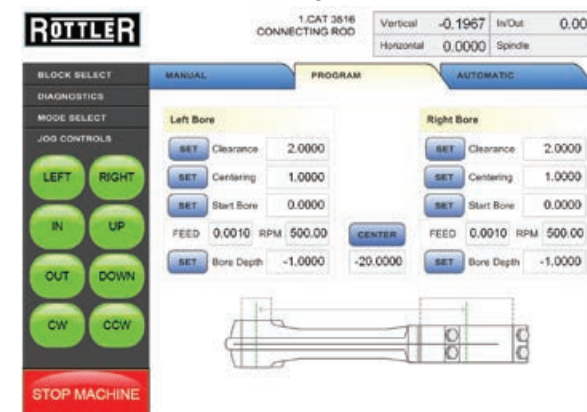 ROTTLER
1.CAT 3516
CONNECTING ROD
Vertical -0.1967 In/Out 0.00
Horizontal 0.0000 Spindle
BLOCK SELECT
DIAGNOSTICS
MODE SELECT
JOG CONTROLS
MANUAL PROGRAM AUTOMATIC
Left Bore Right Bore
SET Clearance 2.0000 SET Clearance 2.0000
SET Centering 1.0000 SET Centering 1.0000
SET Start Bore 0.0000 SET Start Bore 0.0000
FEED 0.0010 RPM 500.00 CENTER FEED 0.0010 RPM 500.00
SET Bore Depth -1.0000 -20.0000 SET Bore Depth -1.0000
LEFT RIGHT
IN UP
OUT DOWN
CW CCW
STOP MACHINE